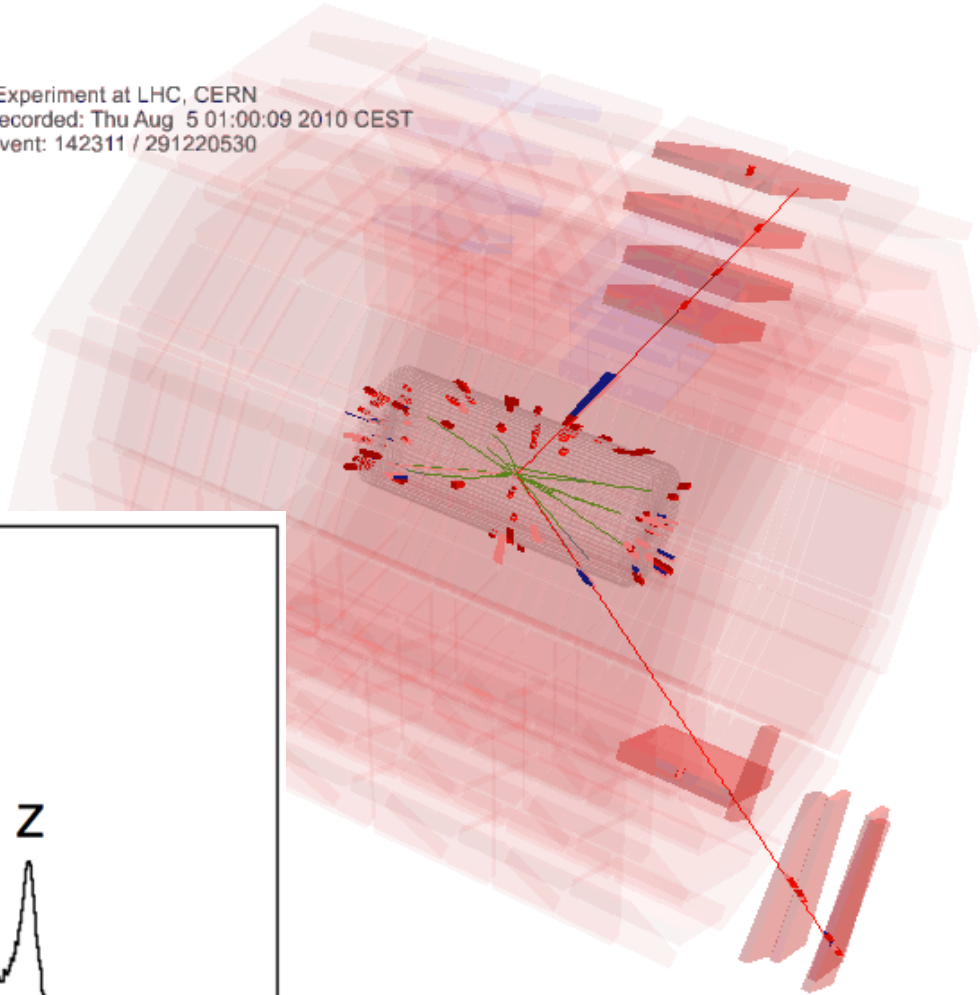 Experiment at LHC, CERN
ecorded: Thu Aug 5 01:00:09 2010 CEST
vent: 142311 / 291220530
Z